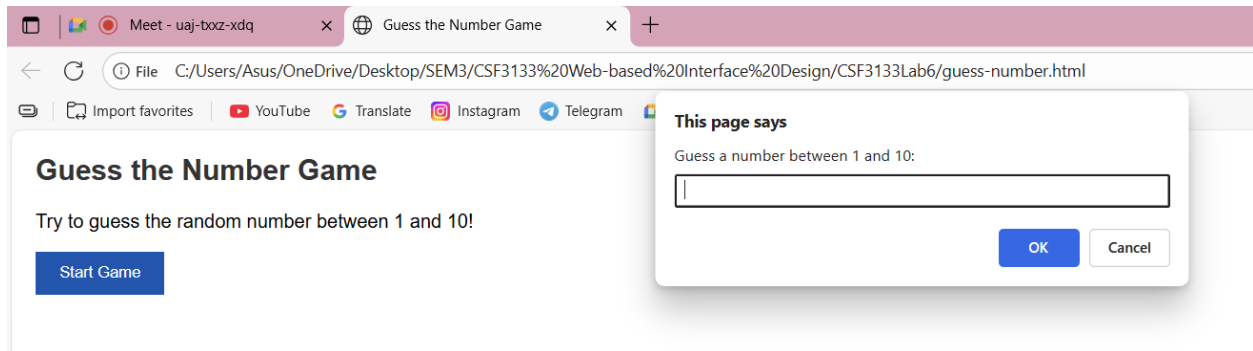 Meet - uaj-txxz-xdq
Guess the Number Game
File C:/Users/Asus/OneDrive/Desktop/SEM3/CSF3133%20Web-based%20Interface%20Design/CSF3133Lab6/guess-number.html
Import favorites YouTube Translate Instagram Telegram
This page says
Guess a number between 1 and 10:
OK Cancel
Guess the Number Game
Try to guess the random number between 1 and 10!
Start Game